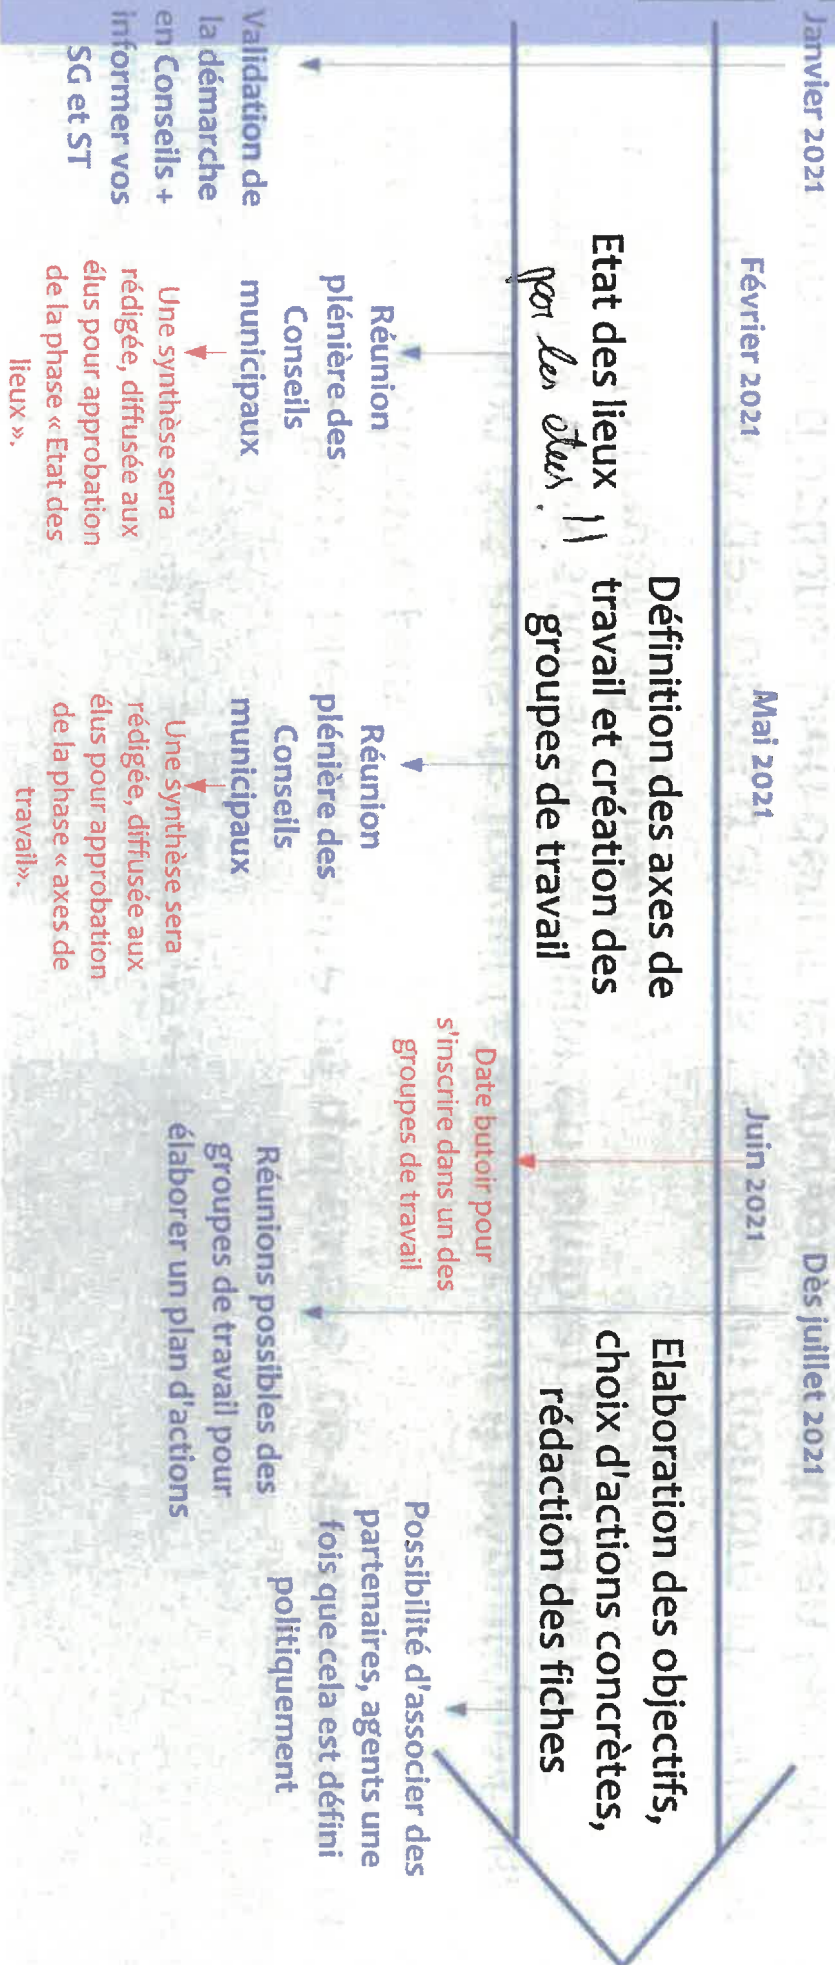 Janvier 2021
Février 2021
Mai 2021
Juin 2021
Dès juillet 2021
Etat des lieux
par les élus.
Définition des axes de
travail et création des
groupes de travail
Elaboration des objectifs,
choix d'actions concrètes,
rédaction des fiches
Validation de
la démarche
en Conseils +
informer vos
SG et ST
Réunion
plénière des
Conseils
municipaux
Une synthèse sera
rédigée, diffusée aux
élus pour approbation
de la phase « Etat des
lieux ».
Réunion
plénière des
Conseils
municipaux
Une synthèse sera
rédigée, diffusée aux
élus pour approbation
de la phase « axes de
travail».
Date butoir pour
s'inscrire dans un des
groupes de travail
Réunions possibles des
groupes de travail pour
élaborer un plan d'actions
Possibilité d'associer des
partenaires, agents une
fois que cela est défini
politiquement